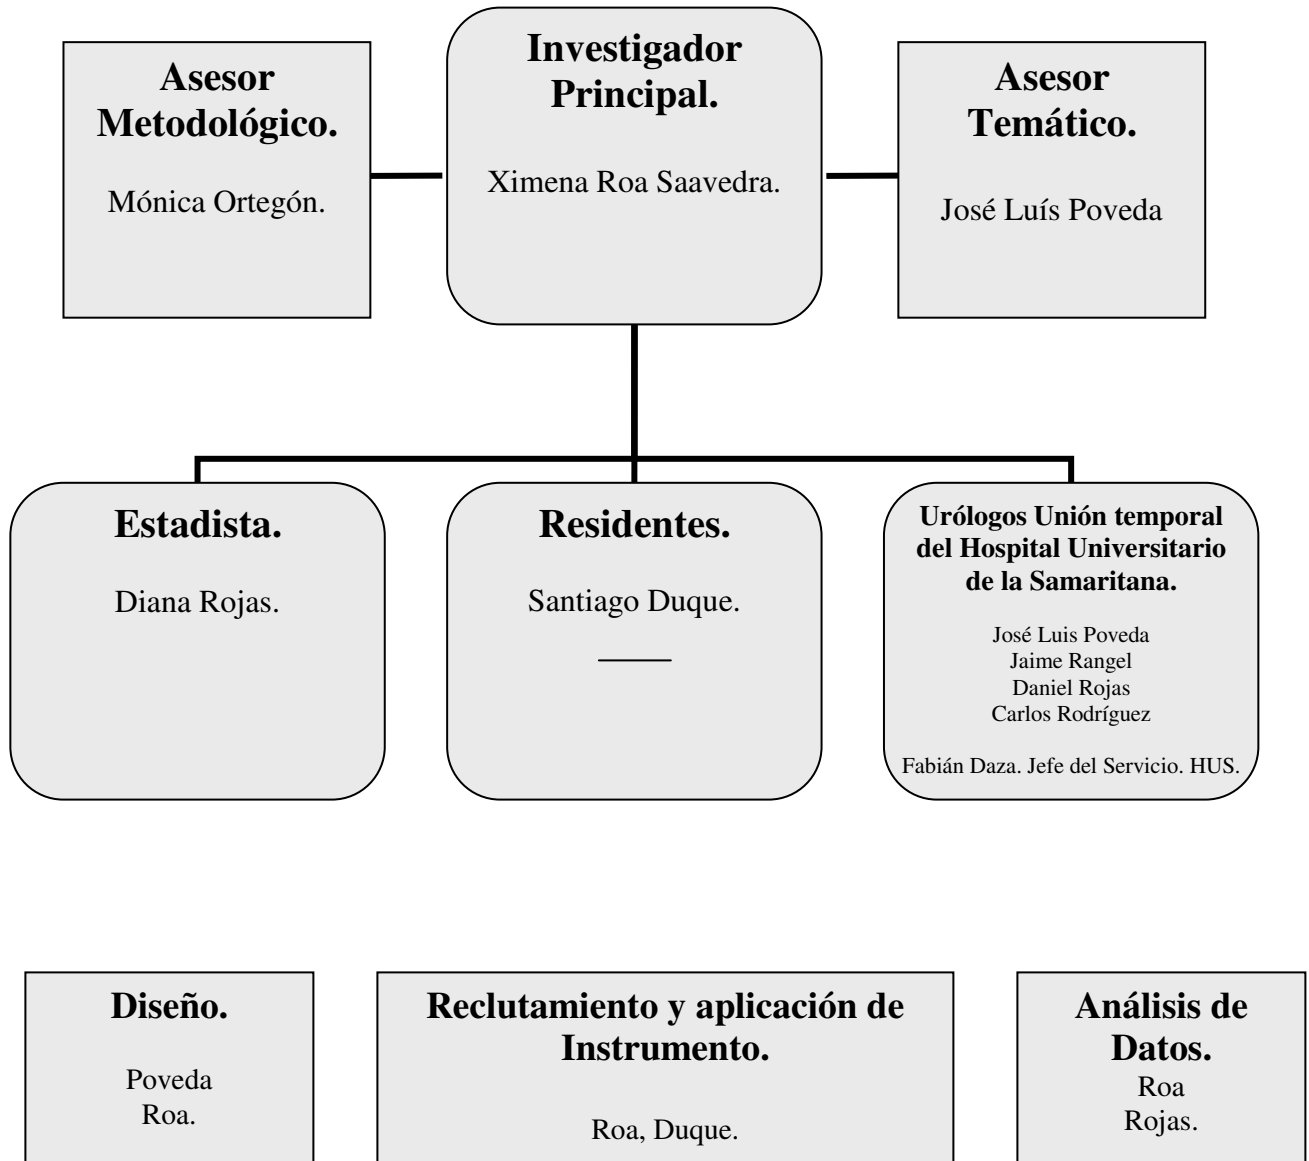 Asesor
Metodológico.
Mónica Ortegón.
Investigador
Principal.
Ximena Roa Saavedra.
Asesor
Temático.
José Luís Poveda
Estadista.
Diana Rojas.
Residentes.
Santiago Duque.
Urólogos Unión temporal
del Hospital Universitario
de la Samaritana.
José Luis Poveda
Jaime Rangel
Daniel Rojas
Carlos Rodríguez
Fabián Daza. Jefe del Servicio. HUS.
Diseño.
Poveda
Roa.
Reclutamiento y aplicación de
Instrumento.
Roa, Duque.
Análisis de
Datos.
Roa
Rojas.